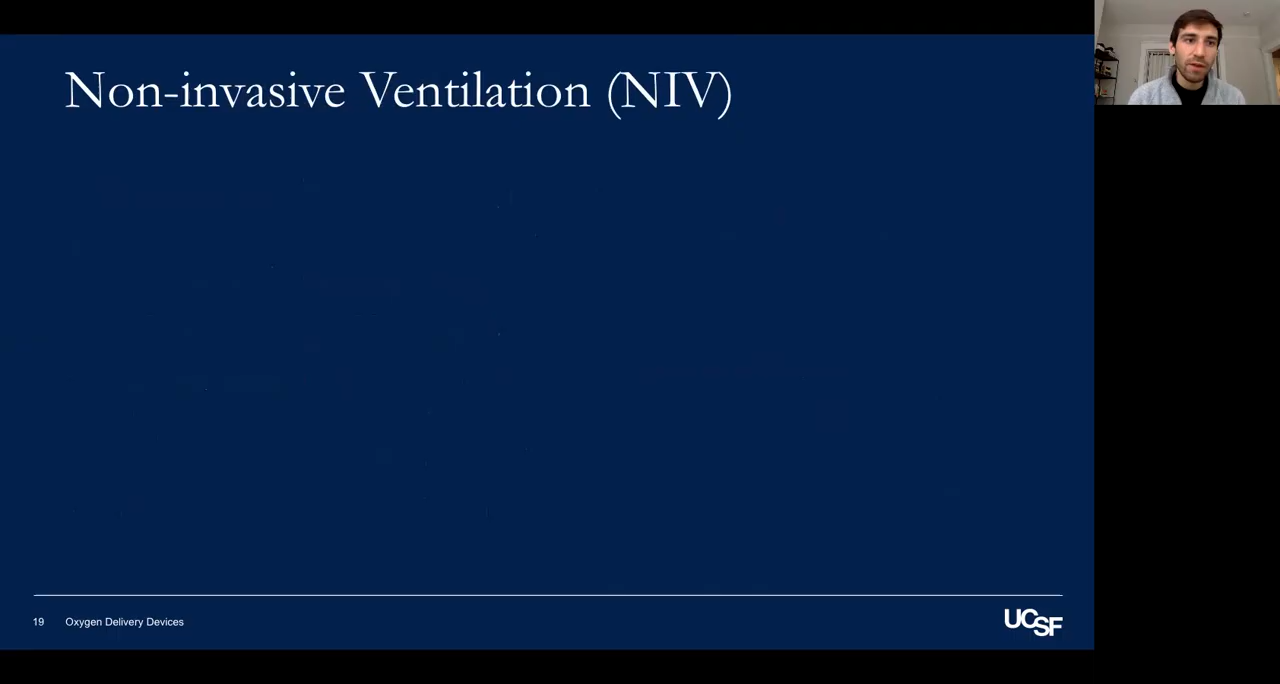 Non-invasive Ventilation (NIV)
19 Oxygen Delivery Devices
UCSF